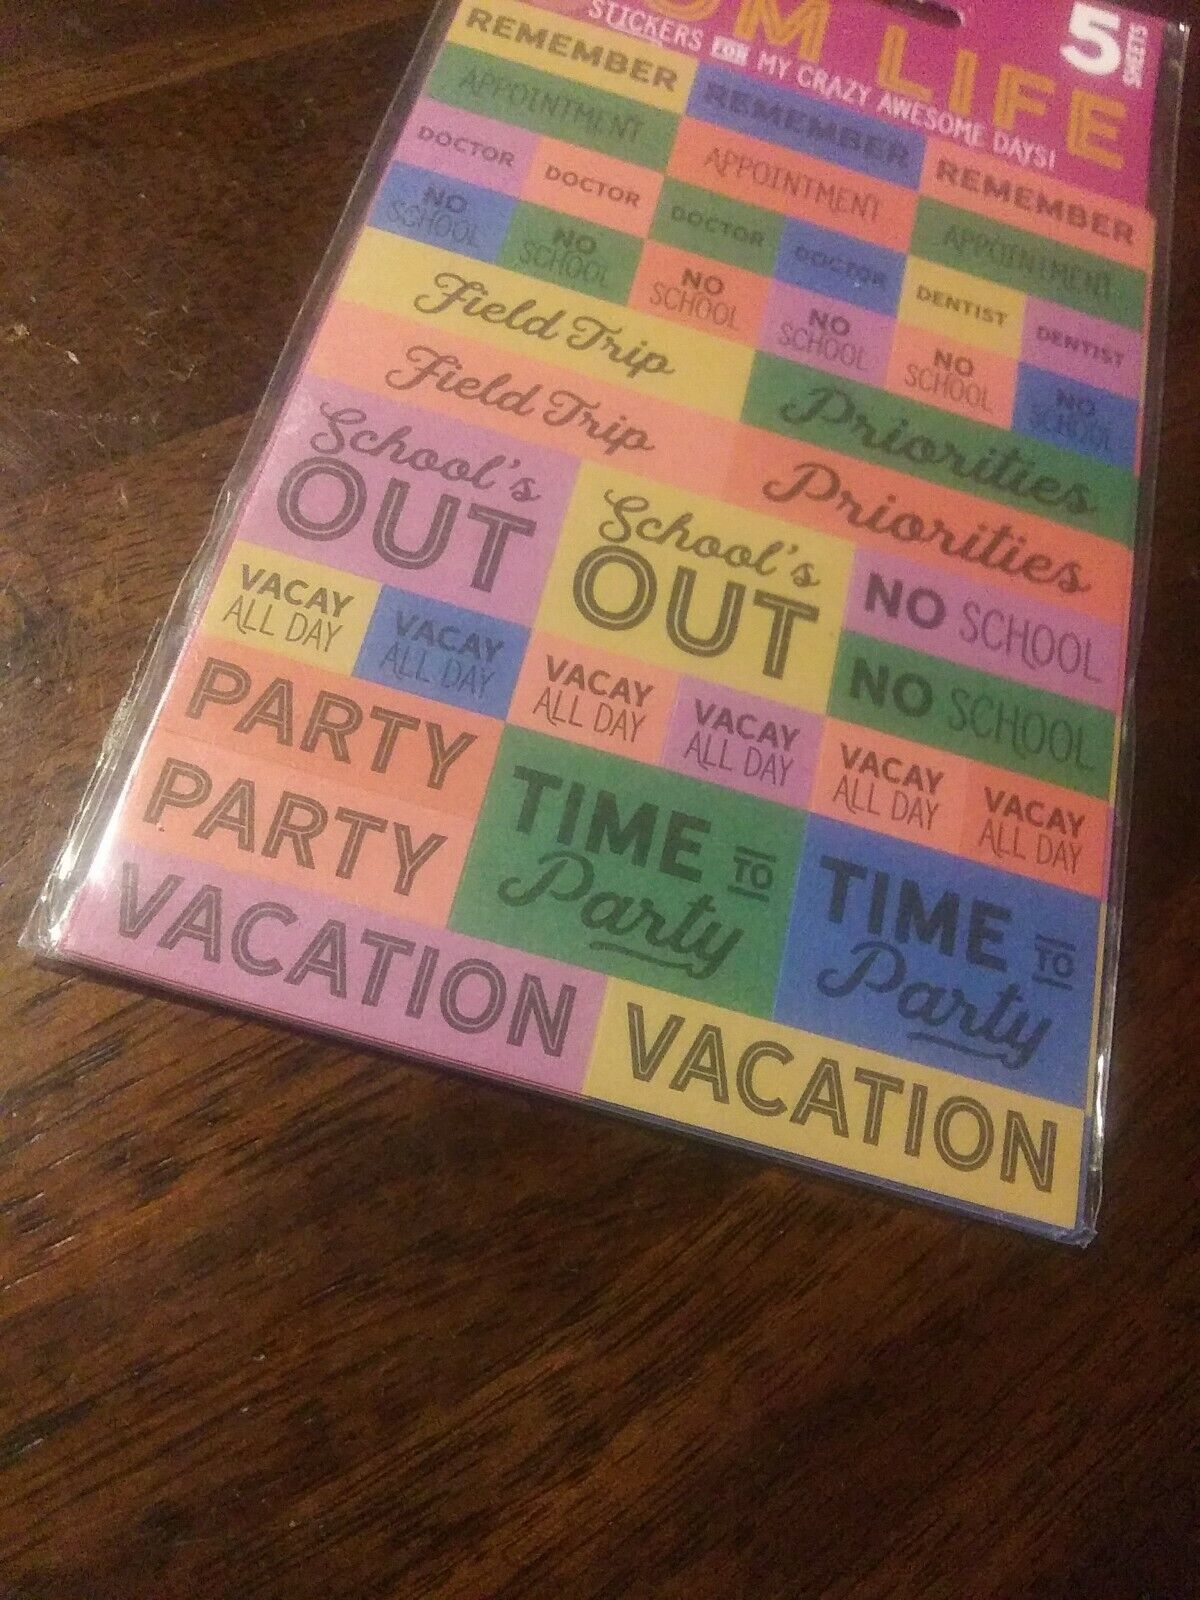 OM LIFE
5 SHEETS
STICKERS FOR MY CRAZY AWESOME DAYS!
REMEMBER
REMEMBER
REMEMBER
APPOINTMENT
APPOINTMENT
APPOINTMENT
DOCTOR
DOCTOR
DOCTOR
DOCTOR
DENTIST
DENTIST
NO
SCHOOL
NO
SCHOOL
NO
SCHOOL
NO
SCHOOL
NO
SCHOOL
NO
SCHOOL
Field Trip
Priorities
Field Trip
Priorities
School's
OUT
School's
OUT
NO SCHOOL
NO SCHOOL
VACAY
ALL DAY
VACAY
ALL DAY
VACAY
ALL DAY
VACAY
ALL DAY
VACAY
ALL DAY
VACAY
ALL DAY
PARTY
PARTY
TIME TO
Party
TIME TO
Party
VACATION
VACATION